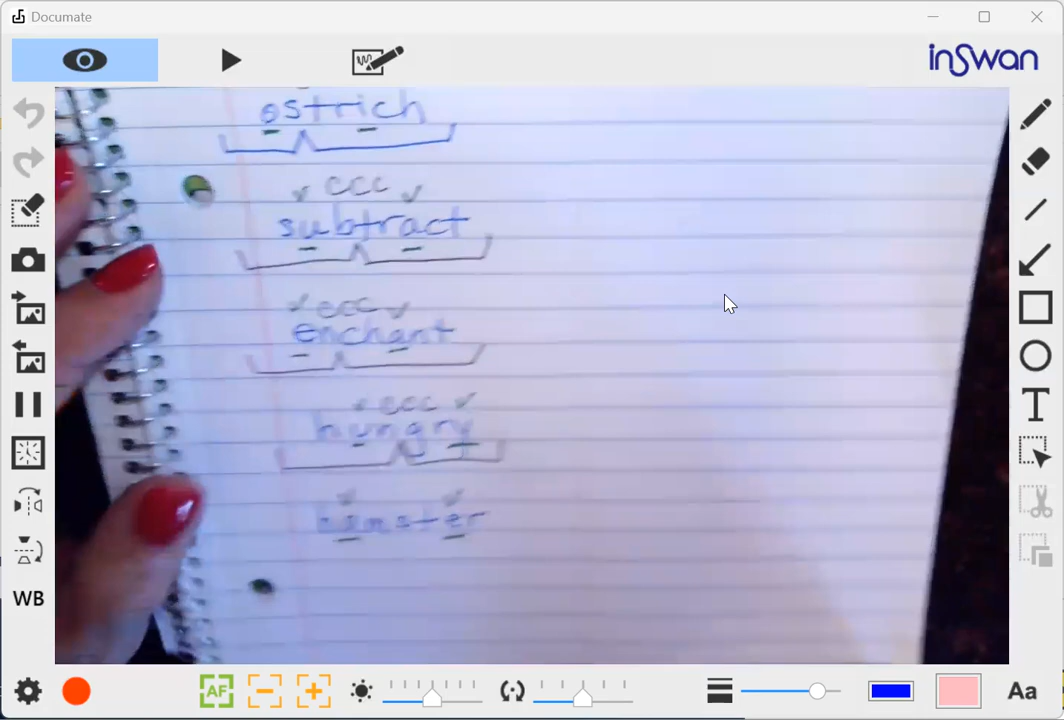 Documate
inswan
ostrich
✓ ccc ✓
subtract
✓ ccc ✓
enchant
✓ ccc ✓
hungry
✓ ✓
hamster
WB
AF
T
Aa